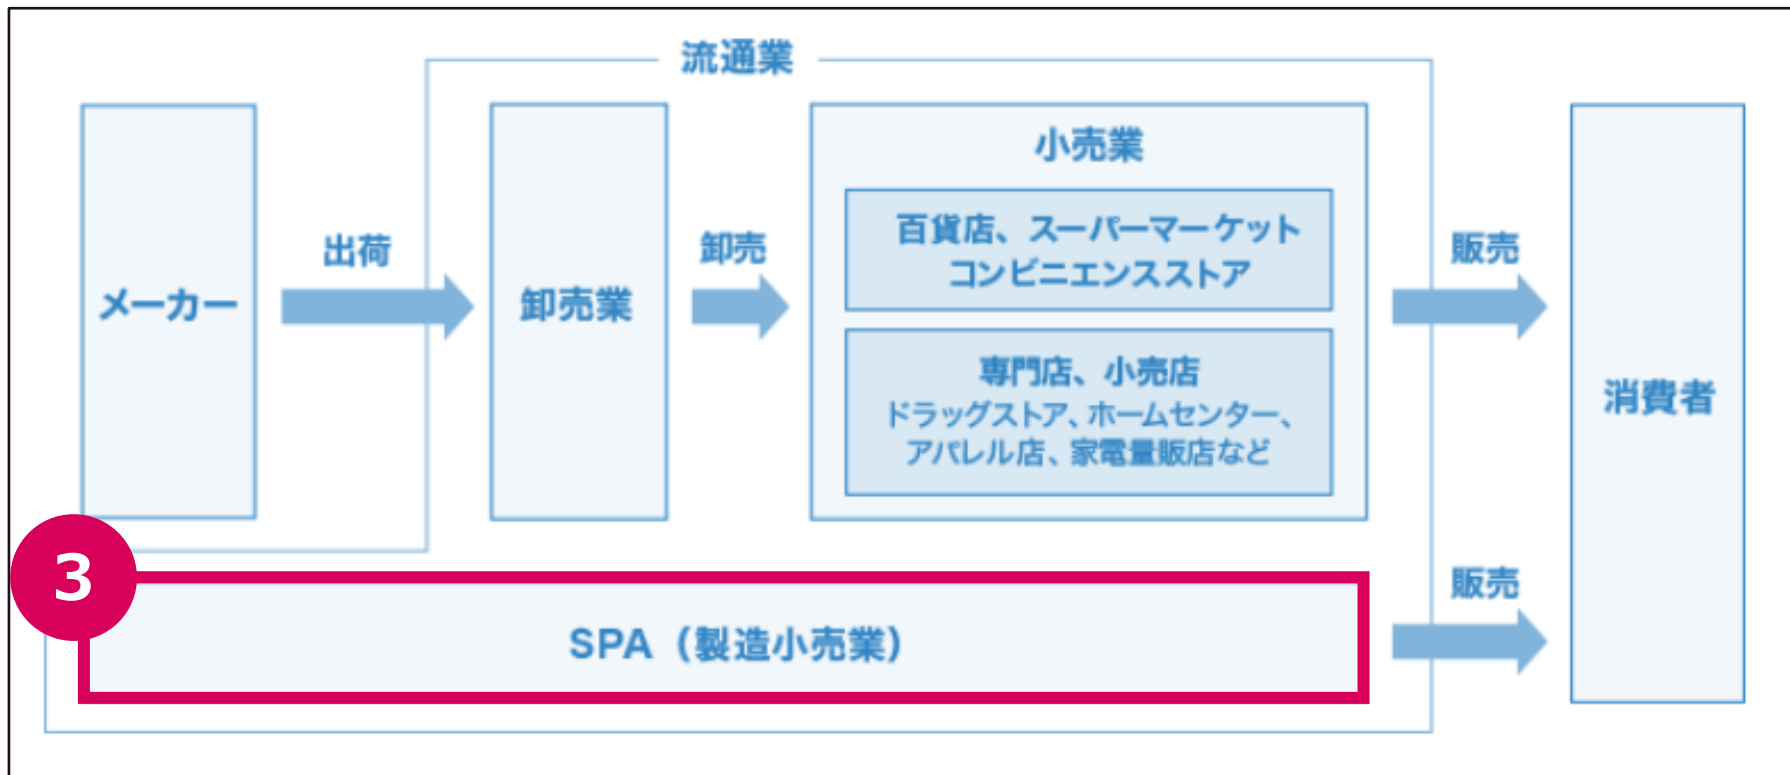 流通業
メーカー
出荷
卸売業
卸売
小売業
百貨店、スーパーマーケット
コンビニエンスストア
専門店、小売店
ドラッグストア、ホームセンター、
アパレル店、家電量販店など
販売
消費者
3
SPA（製造小売業）
販売